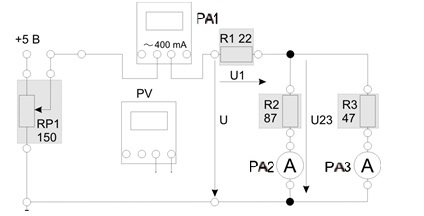 PA1
+5 В
~ 400 mA
R1 22
U1
PV
RP1
150
R2
87
U
U23
R3
47
PA2
A
PA3
A